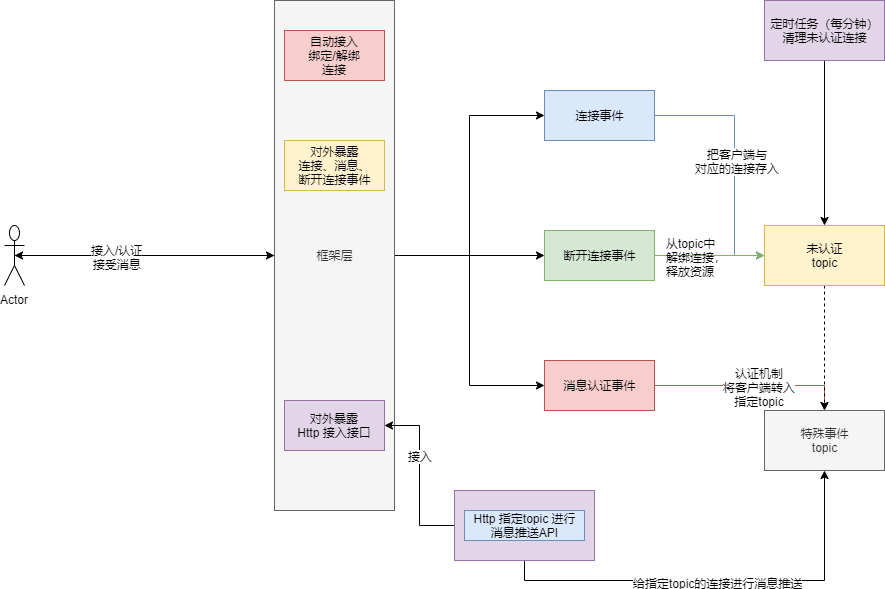 定时任务（每分钟）
清理未认证连接
自动接入
绑定/解绑
连接
连接事件
对外暴露
连接、消息、
断开连接事件
把客户端与
对应的连接存入
接入/认证
接受消息
Actor
框架层
断开连接事件
从topic中
解绑连接,
释放资源
未认证
topic
消息认证事件
认证机制
将客户端转入
指定topic
对外暴露
Http 接入接口
特殊事件
topic
接入
Http 指定topic 进行
消息推送API
给指定topic的连接进行消息推送